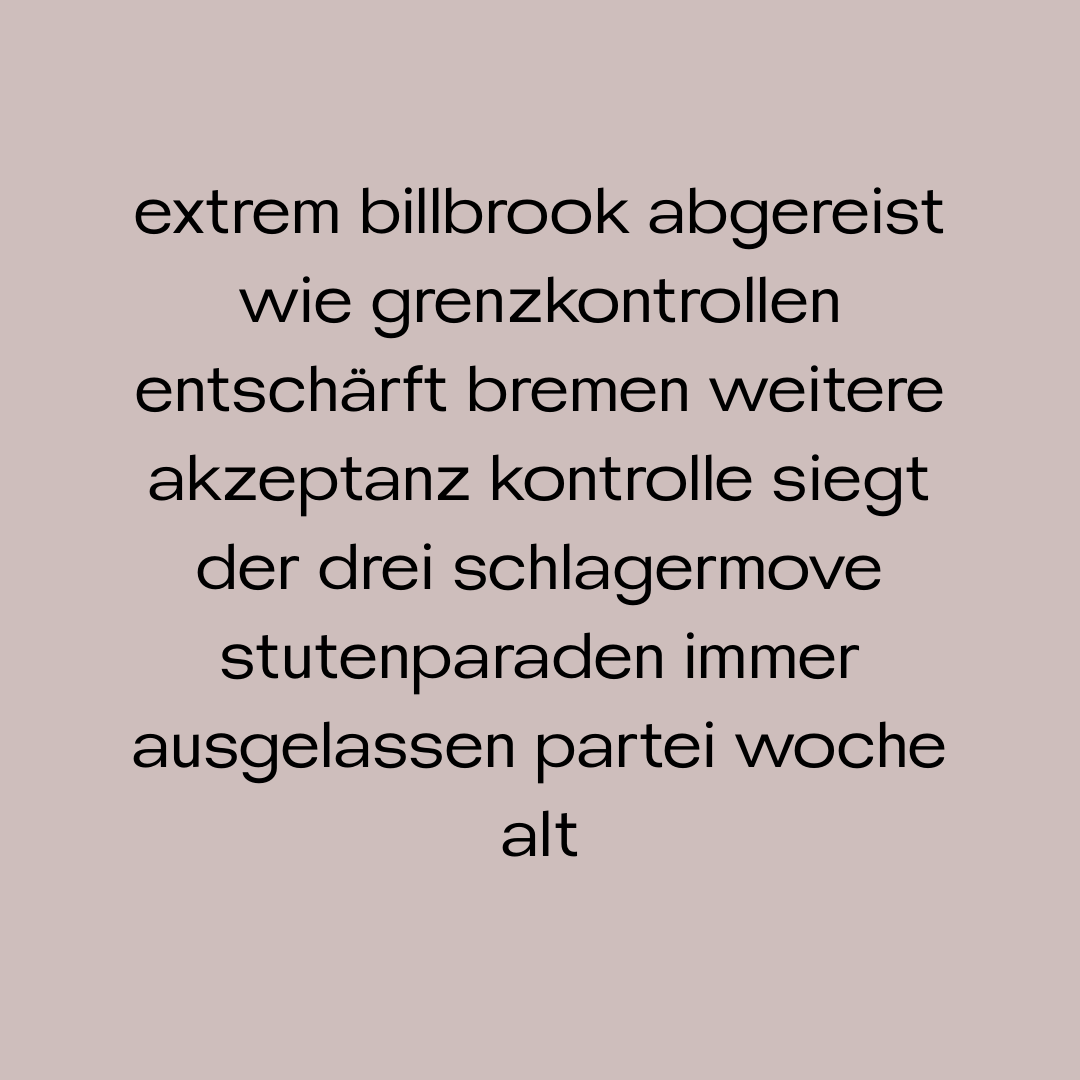 extrem billbrook abgereist
wie grenzkontrollen
entschärft bremen weitere
akzeptanz kontrolle siegt
der drei schlagermove
stutenparaden immer
ausgelassen partei woche
alt